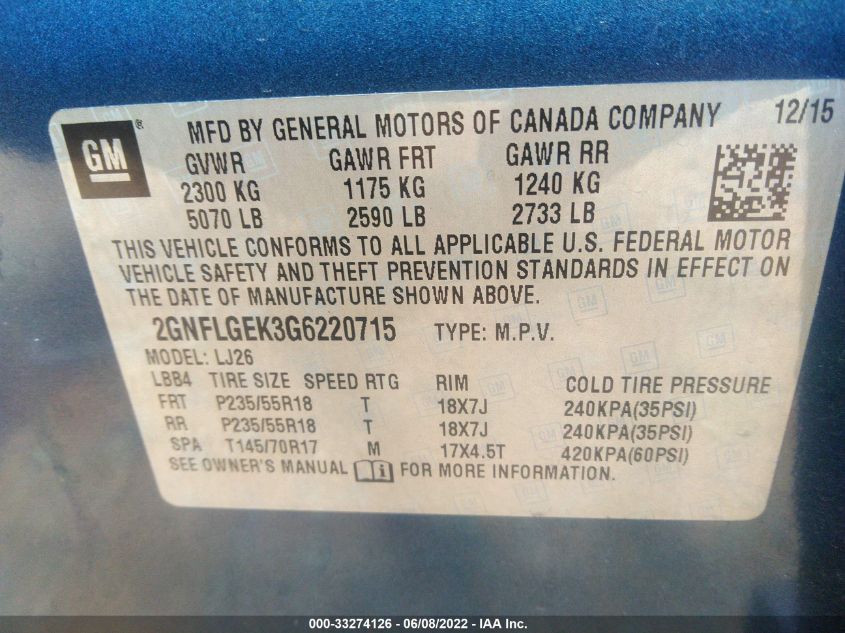 GM ® MFD BY GENERAL MOTORS OF CANADA COMPANY 12/15
GVWR GAWR FRT GAWR RR
2300 KG 1175 KG 1240 KG
5070 LB 2590 LB 2733 LB
THIS VEHICLE CONFORMS TO ALL APPLICABLE U.S. FEDERAL MOTOR
VEHICLE SAFETY AND THEFT PREVENTION STANDARDS IN EFFECT ON
THE DATE OF MANUFACTURE SHOWN ABOVE.
2GNFLGEK3G6220715 TYPE: M.P.V.
MODEL: LJ26
LBB4 TIRE SIZE SPEED RTG RIM COLD TIRE PRESSURE
FRT P235/55R18 T 18X7J 240KPA(35PSI)
RR P235/55R18 T 18X7J 240KPA(35PSI)
SPA T145/70R17 M 17X4.5T 420KPA(60PSI)
SEE OWNER'S MANUAL i FOR MORE INFORMATION.
000-33274126 - 06/08/2022 - IAA Inc.